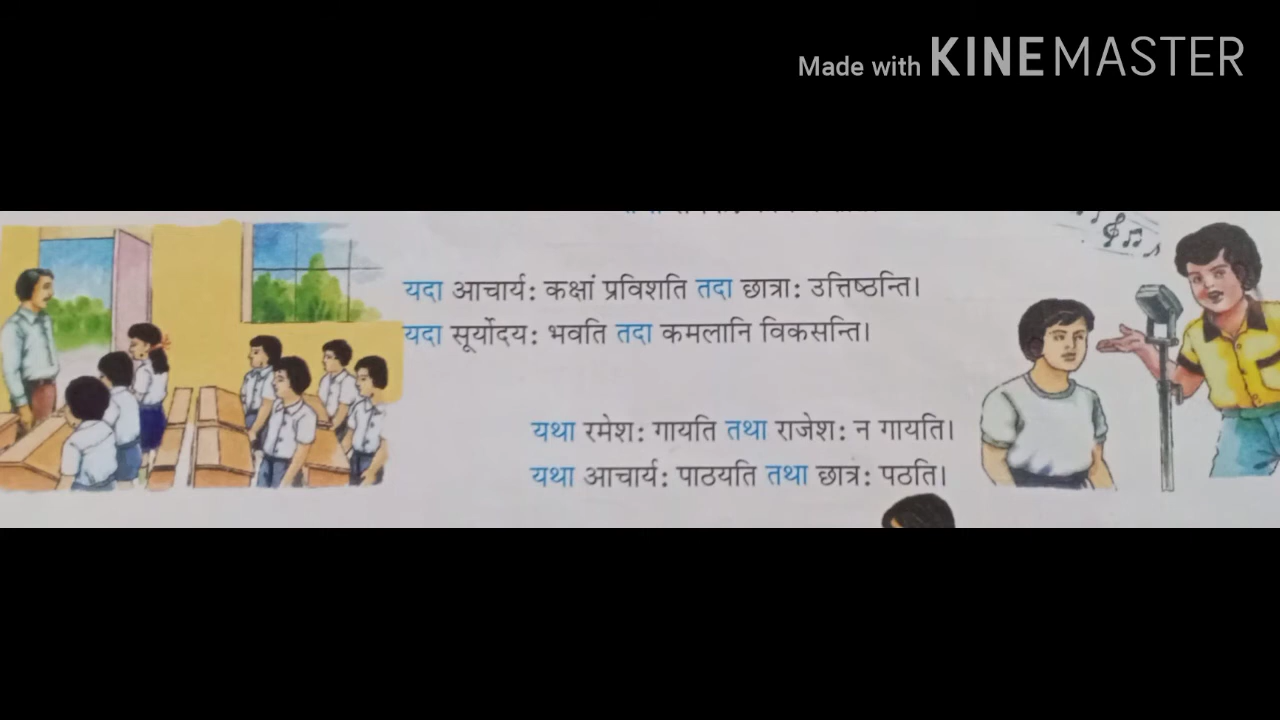 Made with KINEMASTER
यदा आचार्य: कक्षां प्रविशति तदा छात्रा: उत्तिष्ठन्ति।
यदा सूर्योदय: भवति तदा कमलानि विकसन्ति।
यथा रमेश: गायति तथा राजेश: न गायति।
यथा आचार्य: पाठयति तथा छात्र: पठति।